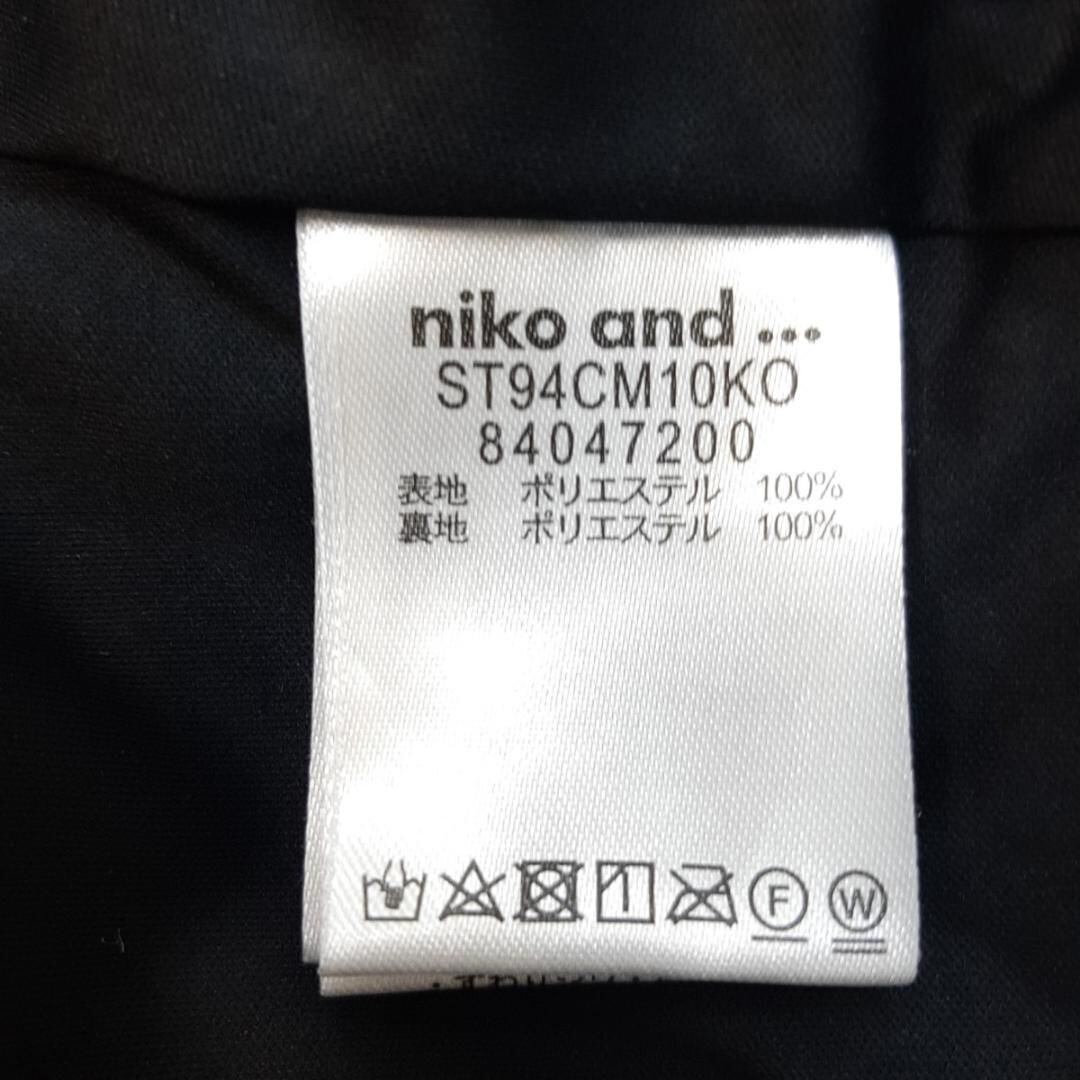 niko and ...
ST94CM10KO
84047200
表地 ポリエステル 100%
裏地 ポリエステル 100%
F W